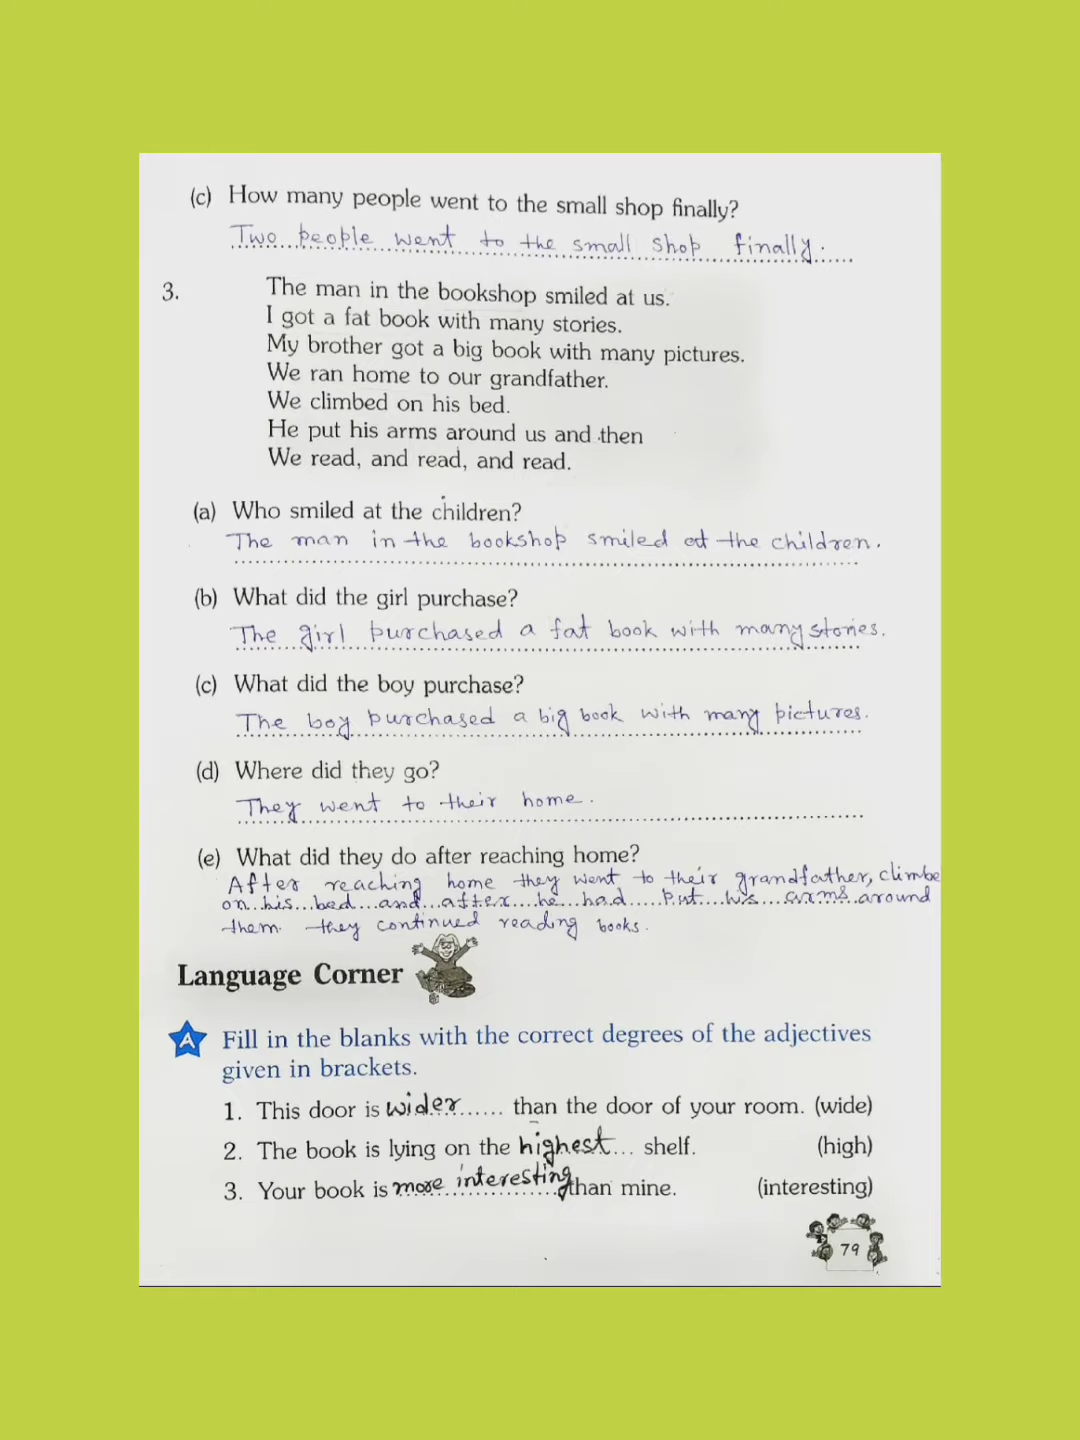 (c) How many people went to the small shop finally?
Two people went to the small shop finally.
3.
The man in the bookshop smiled at us.
I got a fat book with many stories.
My brother got a big book with many pictures.
We ran home to our grandfather.
We climbed on his bed.
He put his arms around us and then
We read, and read, and read.
(a) Who smiled at the children?
The man in the bookshop smiled at the children.
(b) What did the girl purchase?
The girl purchased a fat book with many stories.
(c) What did the boy purchase?
The boy purchased a big book with many pictures.
(d) Where did they go?
They went to their home.
(e) What did they do after reaching home?
After reaching home they went to their grandfather, climbe
on his bed and after he had put his arms around
them they continued reading books.
Language Corner
A Fill in the blanks with the correct degrees of the adjectives
given in brackets.
1. This door is wider than the door of your room. (wide)
2. The book is lying on the highest shelf. (high)
3. Your book is more interesting than mine. (interesting)
79